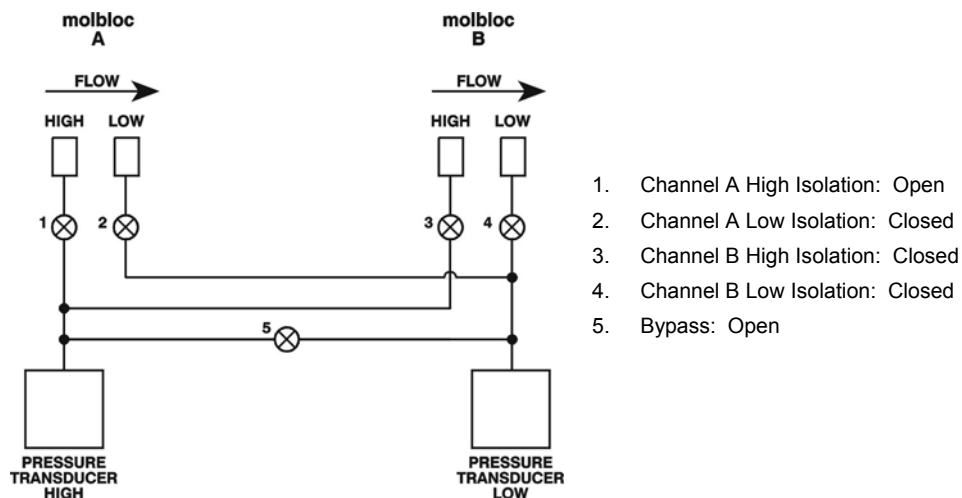 molbloc
A
molbloc
B
FLOW
FLOW
HIGH LOW
HIGH LOW
1
2
3
4
5
PRESSURE
TRANSDUCER
HIGH
PRESSURE
TRANSDUCER
LOW
1. Channel A High Isolation: Open
2. Channel A Low Isolation: Closed
3. Channel B High Isolation: Closed
4. Channel B Low Isolation: Closed
5. Bypass: Open